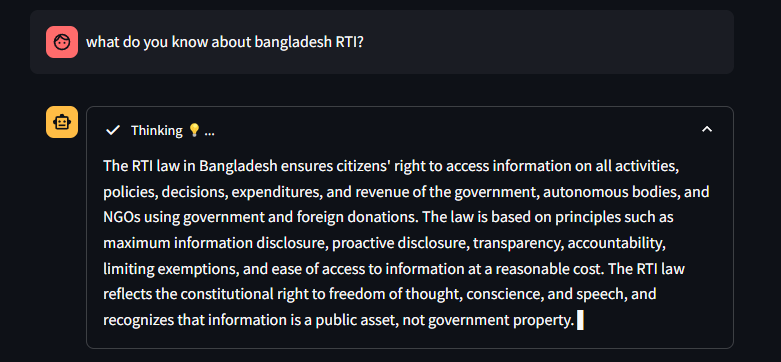 what do you know about bangladesh RTI?
Thinking 💡 ...
The RTI law in Bangladesh ensures citizens' right to access information on all activities,
policies, decisions, expenditures, and revenue of the government, autonomous bodies, and
NGOs using government and foreign donations. The law is based on principles such as
maximum information disclosure, proactive disclosure, transparency, accountability,
limiting exemptions, and ease of access to information at a reasonable cost. The RTI law
reflects the constitutional right to freedom of thought, conscience, and speech, and
recognizes that information is a public asset, not government property.